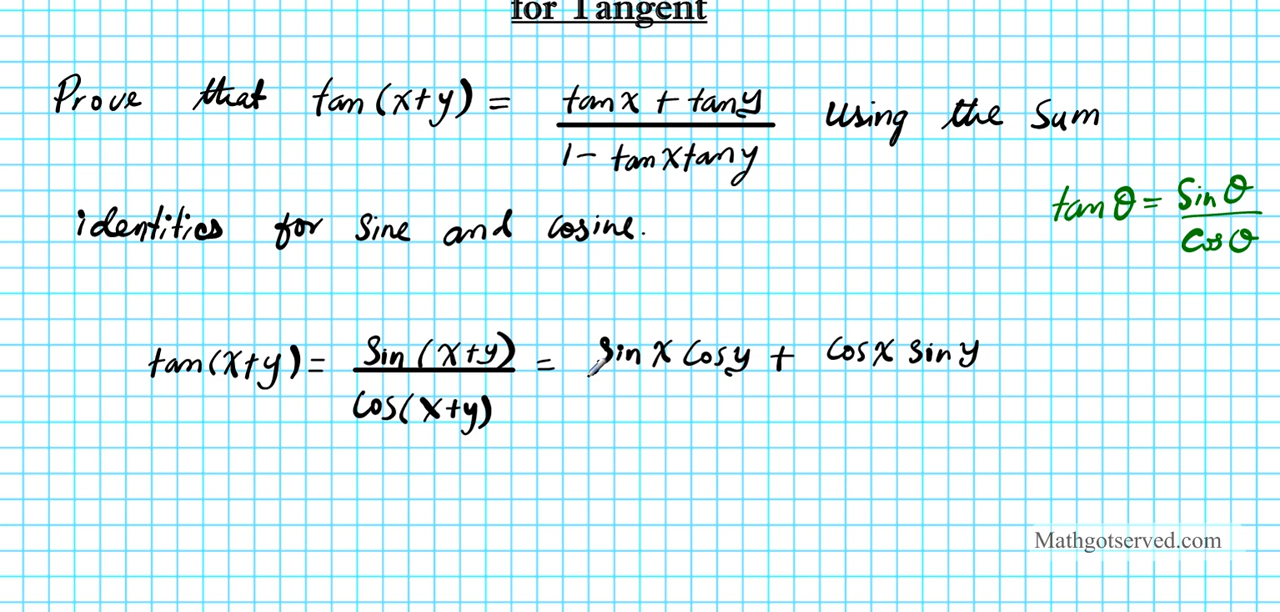 for Tangent
Prove that tan(x+y) = (tanx + tany)/(1 - tanxtany) using the Sum
identities for Sine and cosine.
tanθ = Sinθ/Cosθ
tan(x+y) = Sin(x+y)/Cos(x+y) = Sinx Cosy + Cosx Siny
Mathgotserved.com